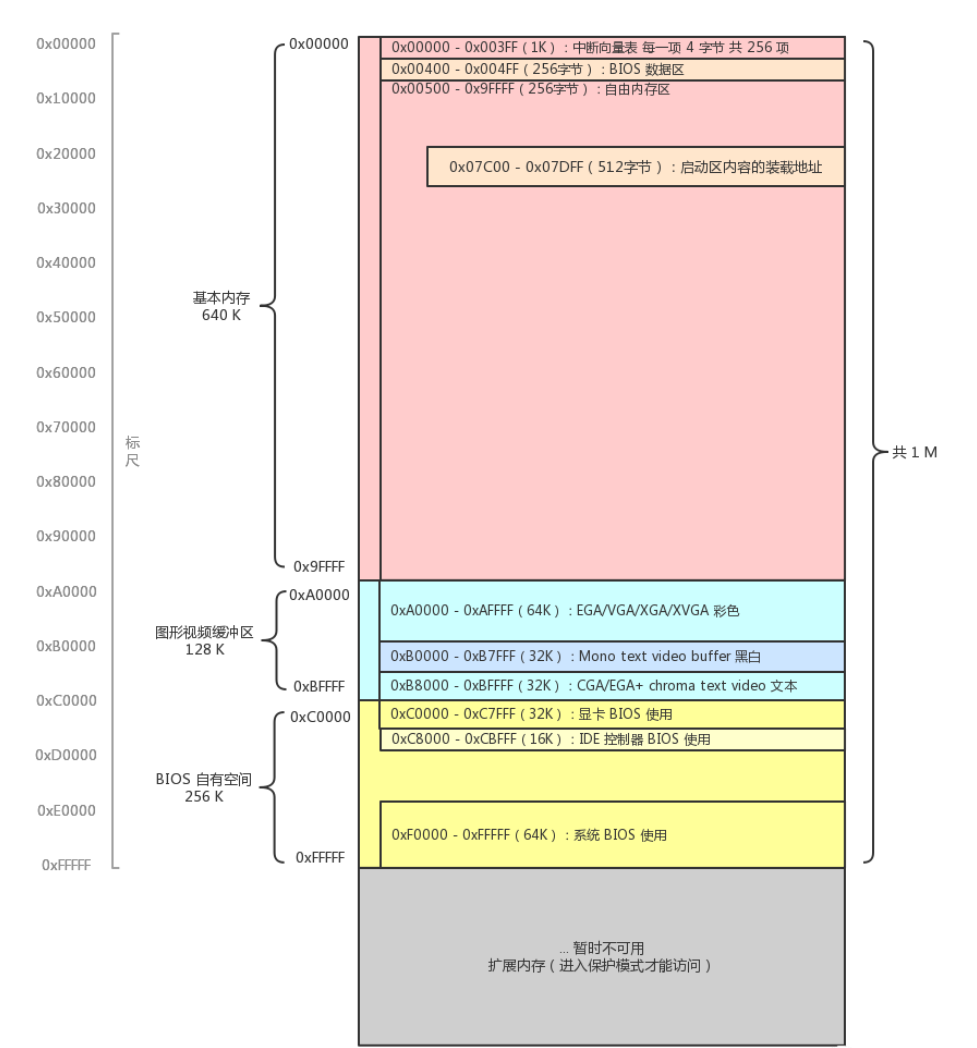 0x00000
0x10000
0x20000
0x30000
0x40000
0x50000
0x60000
0x70000
0x80000
0x90000
0xA0000
0xB0000
0xC0000
0xD0000
0xE0000
0xFFFFF
标
尺
0x00000
基本内存
640 K
0x9FFFF
0xA0000
图形视频缓冲区
128 K
0xBFFFF
0xC0000
BIOS 自有空间
256 K
0xFFFFF
0x00000 - 0x003FF ( 1K ) : 中断向量表 每一项 4 字节 共 256 项
0x00400 - 0x004FF ( 256字节 ) : BIOS 数据区
0x00500 - 0x9FFFF ( 256字节 ) : 自由内存区
0x07C00 - 0x07DFF ( 512字节 ) : 启动区内容的装载地址
0xA0000 - 0xAFFFF ( 64K ) : EGA/VGA/XGA/XVGA 彩色
0xB0000 - 0xB7FFF ( 32K ) : Mono text video buffer 黑白
0xB8000 - 0xBFFFF ( 32K ) : CGA/EGA+ chroma text video 文本
0xC0000 - 0xC7FFF ( 32K ) : 显卡 BIOS 使用
0xC8000 - 0xCBFFF ( 16K ) : IDE 控制器 BIOS 使用
0xF0000 - 0xFFFFF ( 64K ) : 系统 BIOS 使用
... 暂时不可用
扩展内存 ( 进入保护模式才能访问 )
共 1 M